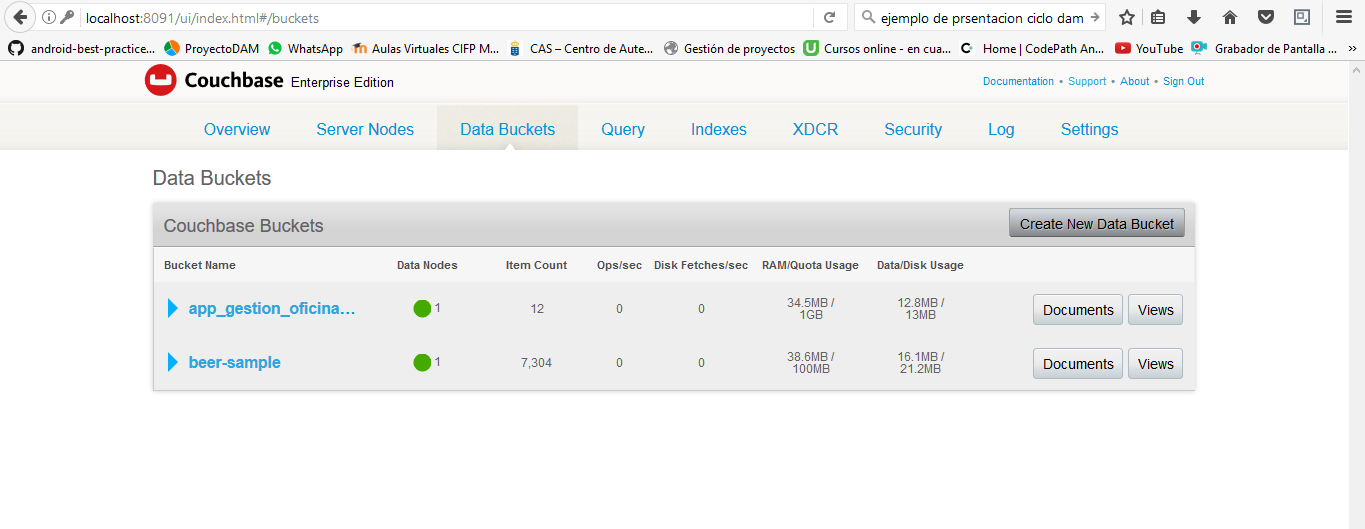 localhost:8091/ui/index.html#/buckets
ejemplo de prsentacion ciclo dam
android-best-practice... ProyectoDAM WhatsApp Aulas Virtuales CIFP M... CAS – Centro de Aute... Gestión de proyectos Cursos online - en cua... Home | CodePath An... YouTube Grabador de Pantalla ...
Couchbase Enterprise Edition
Documentation • Support • About • Sign Out
Overview Server Nodes Data Buckets Query Indexes XDCR Security Log Settings
Data Buckets
Couchbase Buckets Create New Data Bucket
Bucket Name Data Nodes Item Count Ops/sec Disk Fetches/sec RAM/Quota Usage Data/Disk Usage
app_gestion_oficina... 1 12 0 0 34.5MB / 1GB 12.8MB / 13MB Documents Views
beer-sample 1 7,304 0 0 38.6MB / 100MB 16.1MB / 21.2MB Documents Views